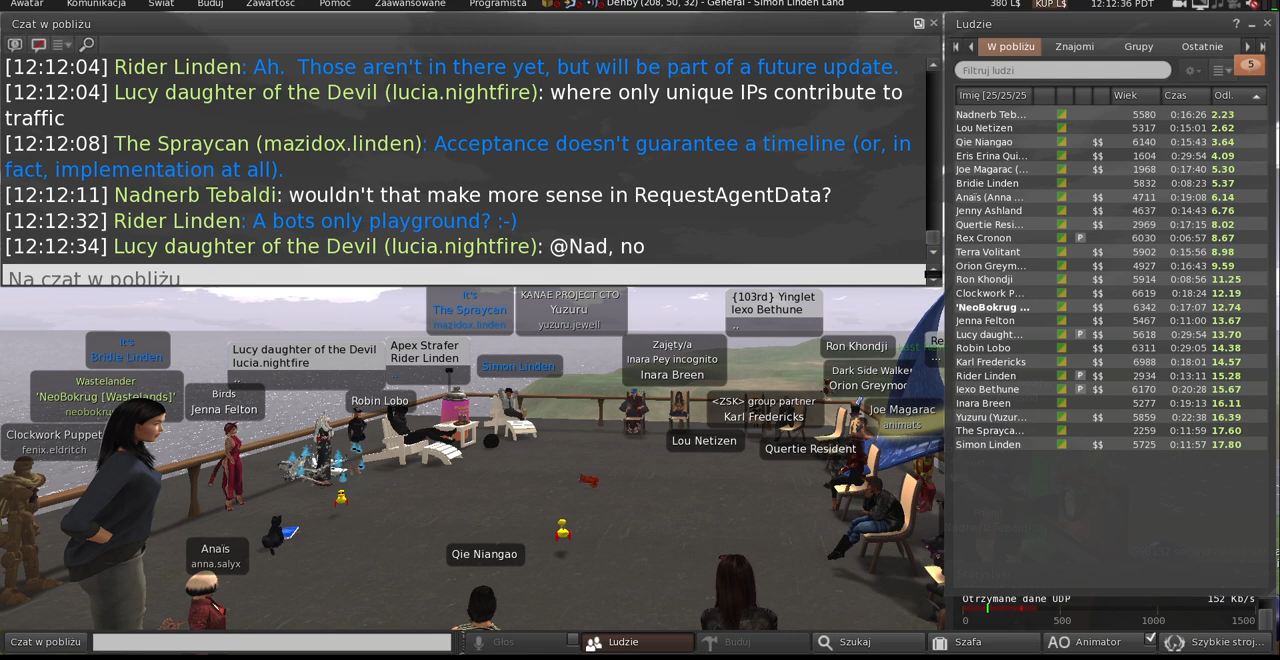 Awatar Komunikacja Świat Buduj Zawartość Pomoc Zaawansowane Programista Denby (208, 50, 32) - General - Simon Linden Land 380 L$ KUP L$ 12:12:36 PDT
Czat w pobliżu
[12:12:04] Rider Linden: Ah. Those aren't in there yet, but will be part of a future update.
[12:12:04] Lucy daughter of the Devil (lucia.nightfire): where only unique IPs contribute to
traffic
[12:12:08] The Spraycan (mazidox.linden): Acceptance doesn't guarantee a timeline (or, in
fact, implementation at all).
[12:12:11] Nadnerb Tebaldi: wouldn't that make more sense in RequestAgentData?
[12:12:32] Rider Linden: A bots only playground? :-)
[12:12:34] Lucy daughter of the Devil (lucia.nightfire): @Nad, no
Na czat w pobliżu
It's
The Spraycan
mazidox.linden
KANAE PROJECT CTO
Yuzuru
yuzuru.jewell
{103rd} Yinglet
Iexo Bethune
..
It's
Bridie Linden
Lucy daughter of the Devil
lucia.nightfire
..
Apex Strafer
Rider Linden
..
Simon Linden
Zajęty/a
Inara Pey incognito
Inara Breen
Ron Khondji
Dark Side Walker
Orion Greymoon
Wastelander
'NeoBokrug [Wastelands]'
neobokrug
Birds
Jenna Felton
Robin Lobo
<ZSK> group partner
Karl Fredericks
Joe Magarac
animats
Clockwork Puppet
fenix.eldritch
Lou Netizen
Quertie Resident
Anaïs
anna.salyx
Qie Niangao
Ludzie
? _ ×
W pobliżu Znajomi Grupy Ostatnie
Filtruj ludzi
5
Imię [25/25/25 Wiek Czas Odl.
Nadnerb Teb... 5580 0:16:26 2.23
Lou Netizen 5317 0:15:01 2.62
Qie Niangao $$ 6140 0:15:43 3.64
Eris Erina Qui... $$ 1604 0:29:54 4.09
Joe Magarac (... $$ 1968 0:17:40 5.30
Bridie Linden 5832 0:08:23 5.37
Anaïs (Anna ... $$ 4711 0:19:08 6.14
Jenny Ashland $$ 4637 0:14:43 6.76
Quertie Resi... $$ 2969 0:17:15 8.02
Rex Cronon P 6030 0:06:57 8.67
Terra Volitant $$ 5902 0:15:56 8.98
Orion Greym... $$ 4927 0:16:43 9.59
Ron Khondji $$ 5914 0:08:56 11.25
Clockwork P... $$ 6619 0:18:24 12.19
'NeoBokrug ... $$ 6342 0:17:07 12.74
Jenna Felton $$ 5467 0:11:00 13.67
Lucy daught... P $$ 5618 0:29:54 13.70
Robin Lobo $$ 6311 0:29:05 14.38
Karl Fredericks $$ 6988 0:18:01 14.57
Rider Linden P $$ 2934 0:13:11 15.28
Iexo Bethune P $$ 6170 0:20:28 15.67
Inara Breen 5277 0:19:13 16.11
Yuzuru (Yuzur... $$ 5859 0:22:38 16.39
The Sprayca... 2259 0:11:59 17.60
Simon Linden $$ 5725 0:11:57 17.80
Otrzymane dane UDP 152 Kb/s
0 500 1000 1500
Czat w pobliżu Głos Ludzie Buduj Szukaj Szafa AO Animator Szybkie stroj...